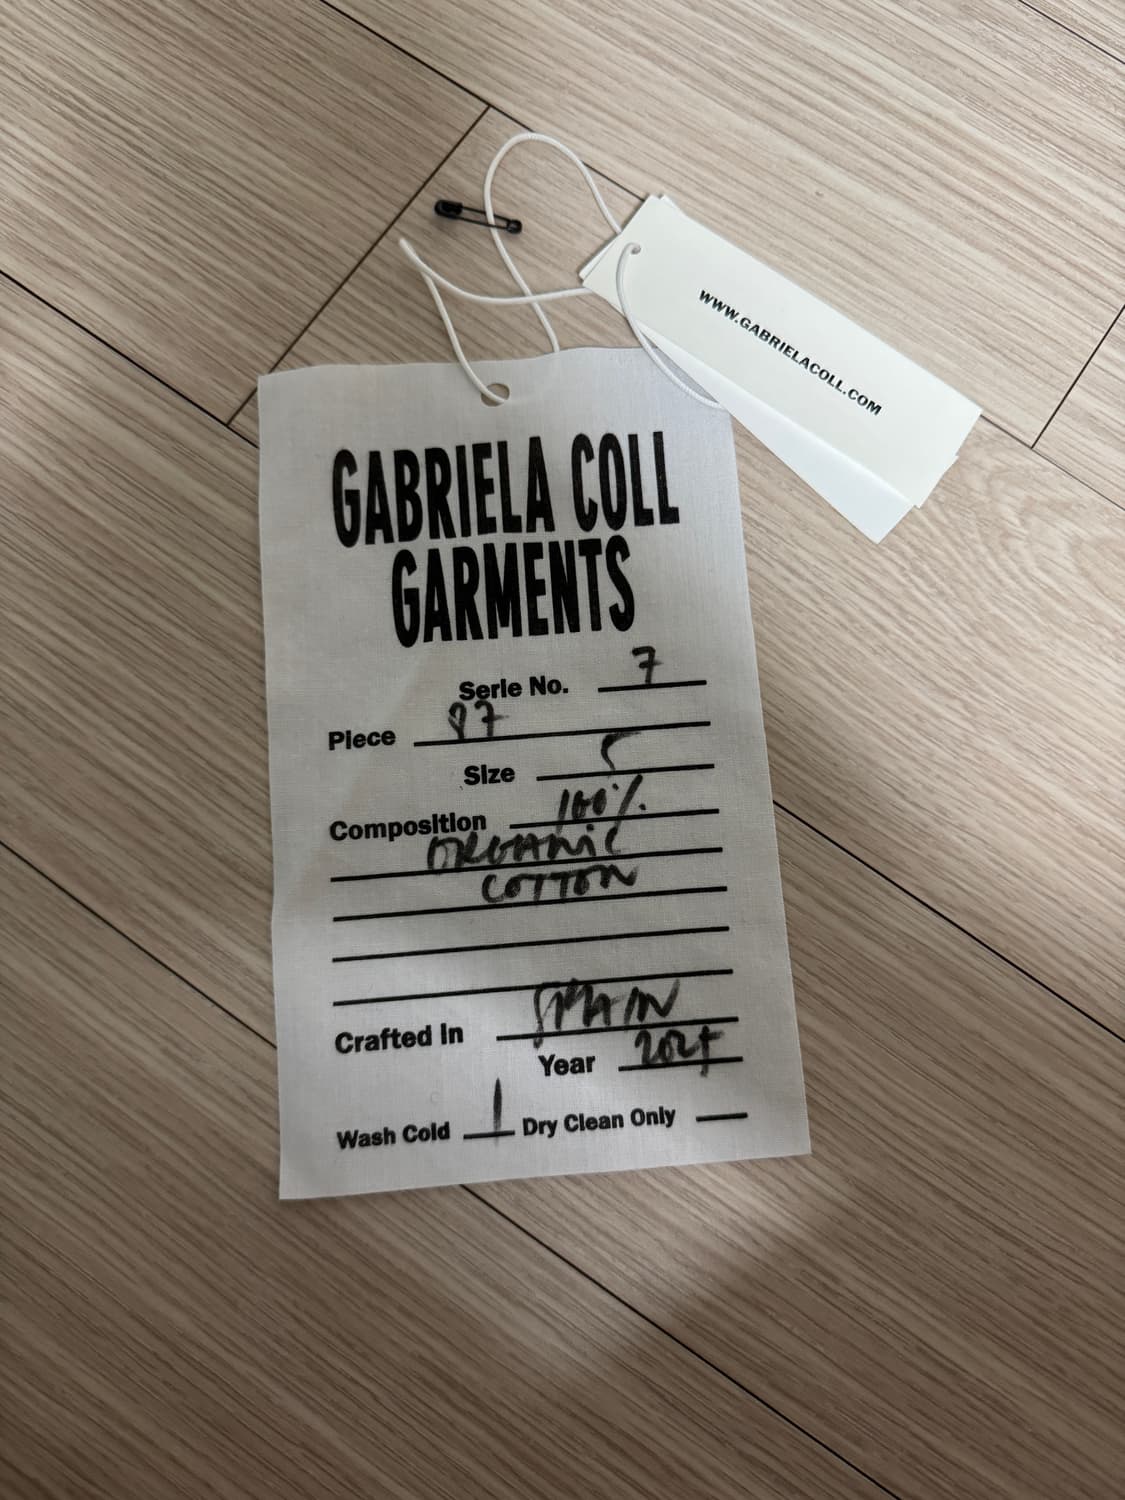 WWW.GABRIELACOLL.COM
GABRIELA COLL
GARMENTS
Serie No. 7
Piece 87
Size
Composition 100%
ORGANIC
COTTON
Crafted In SPAIN
Year 2024
Wash Cold Dry Clean Only